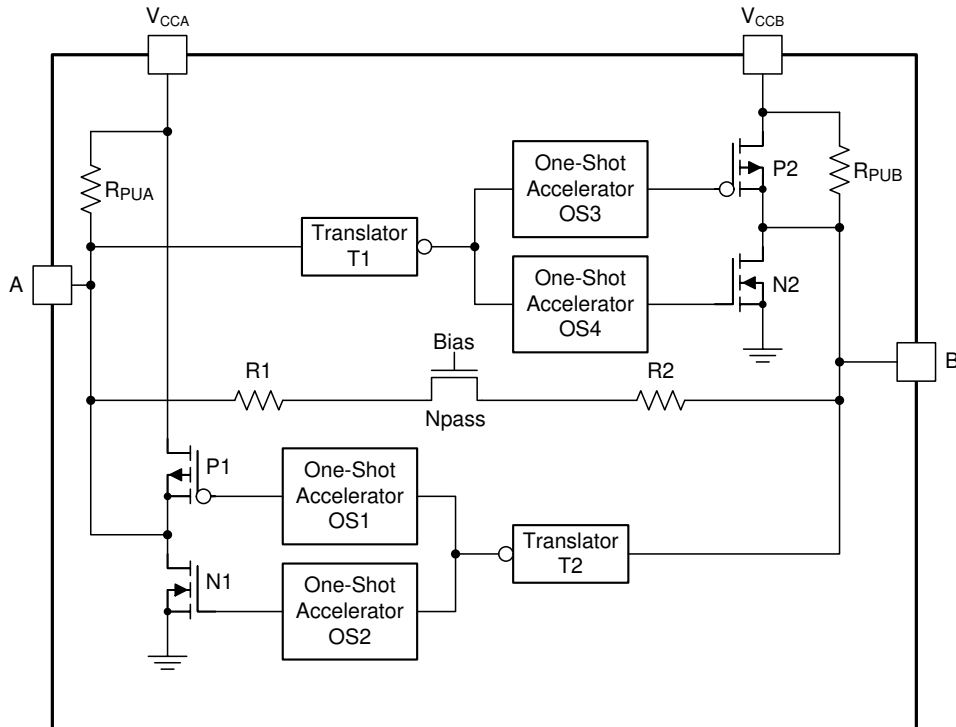 VCCA
VCCB
RPUA
One-Shot
Accelerator
OS3
P2
RPUB
Translator
T1
A
One-Shot
Accelerator
OS4
N2
Bias
B
R1
R2
Npass
P1
One-Shot
Accelerator
OS1
Translator
T2
N1
One-Shot
Accelerator
OS2